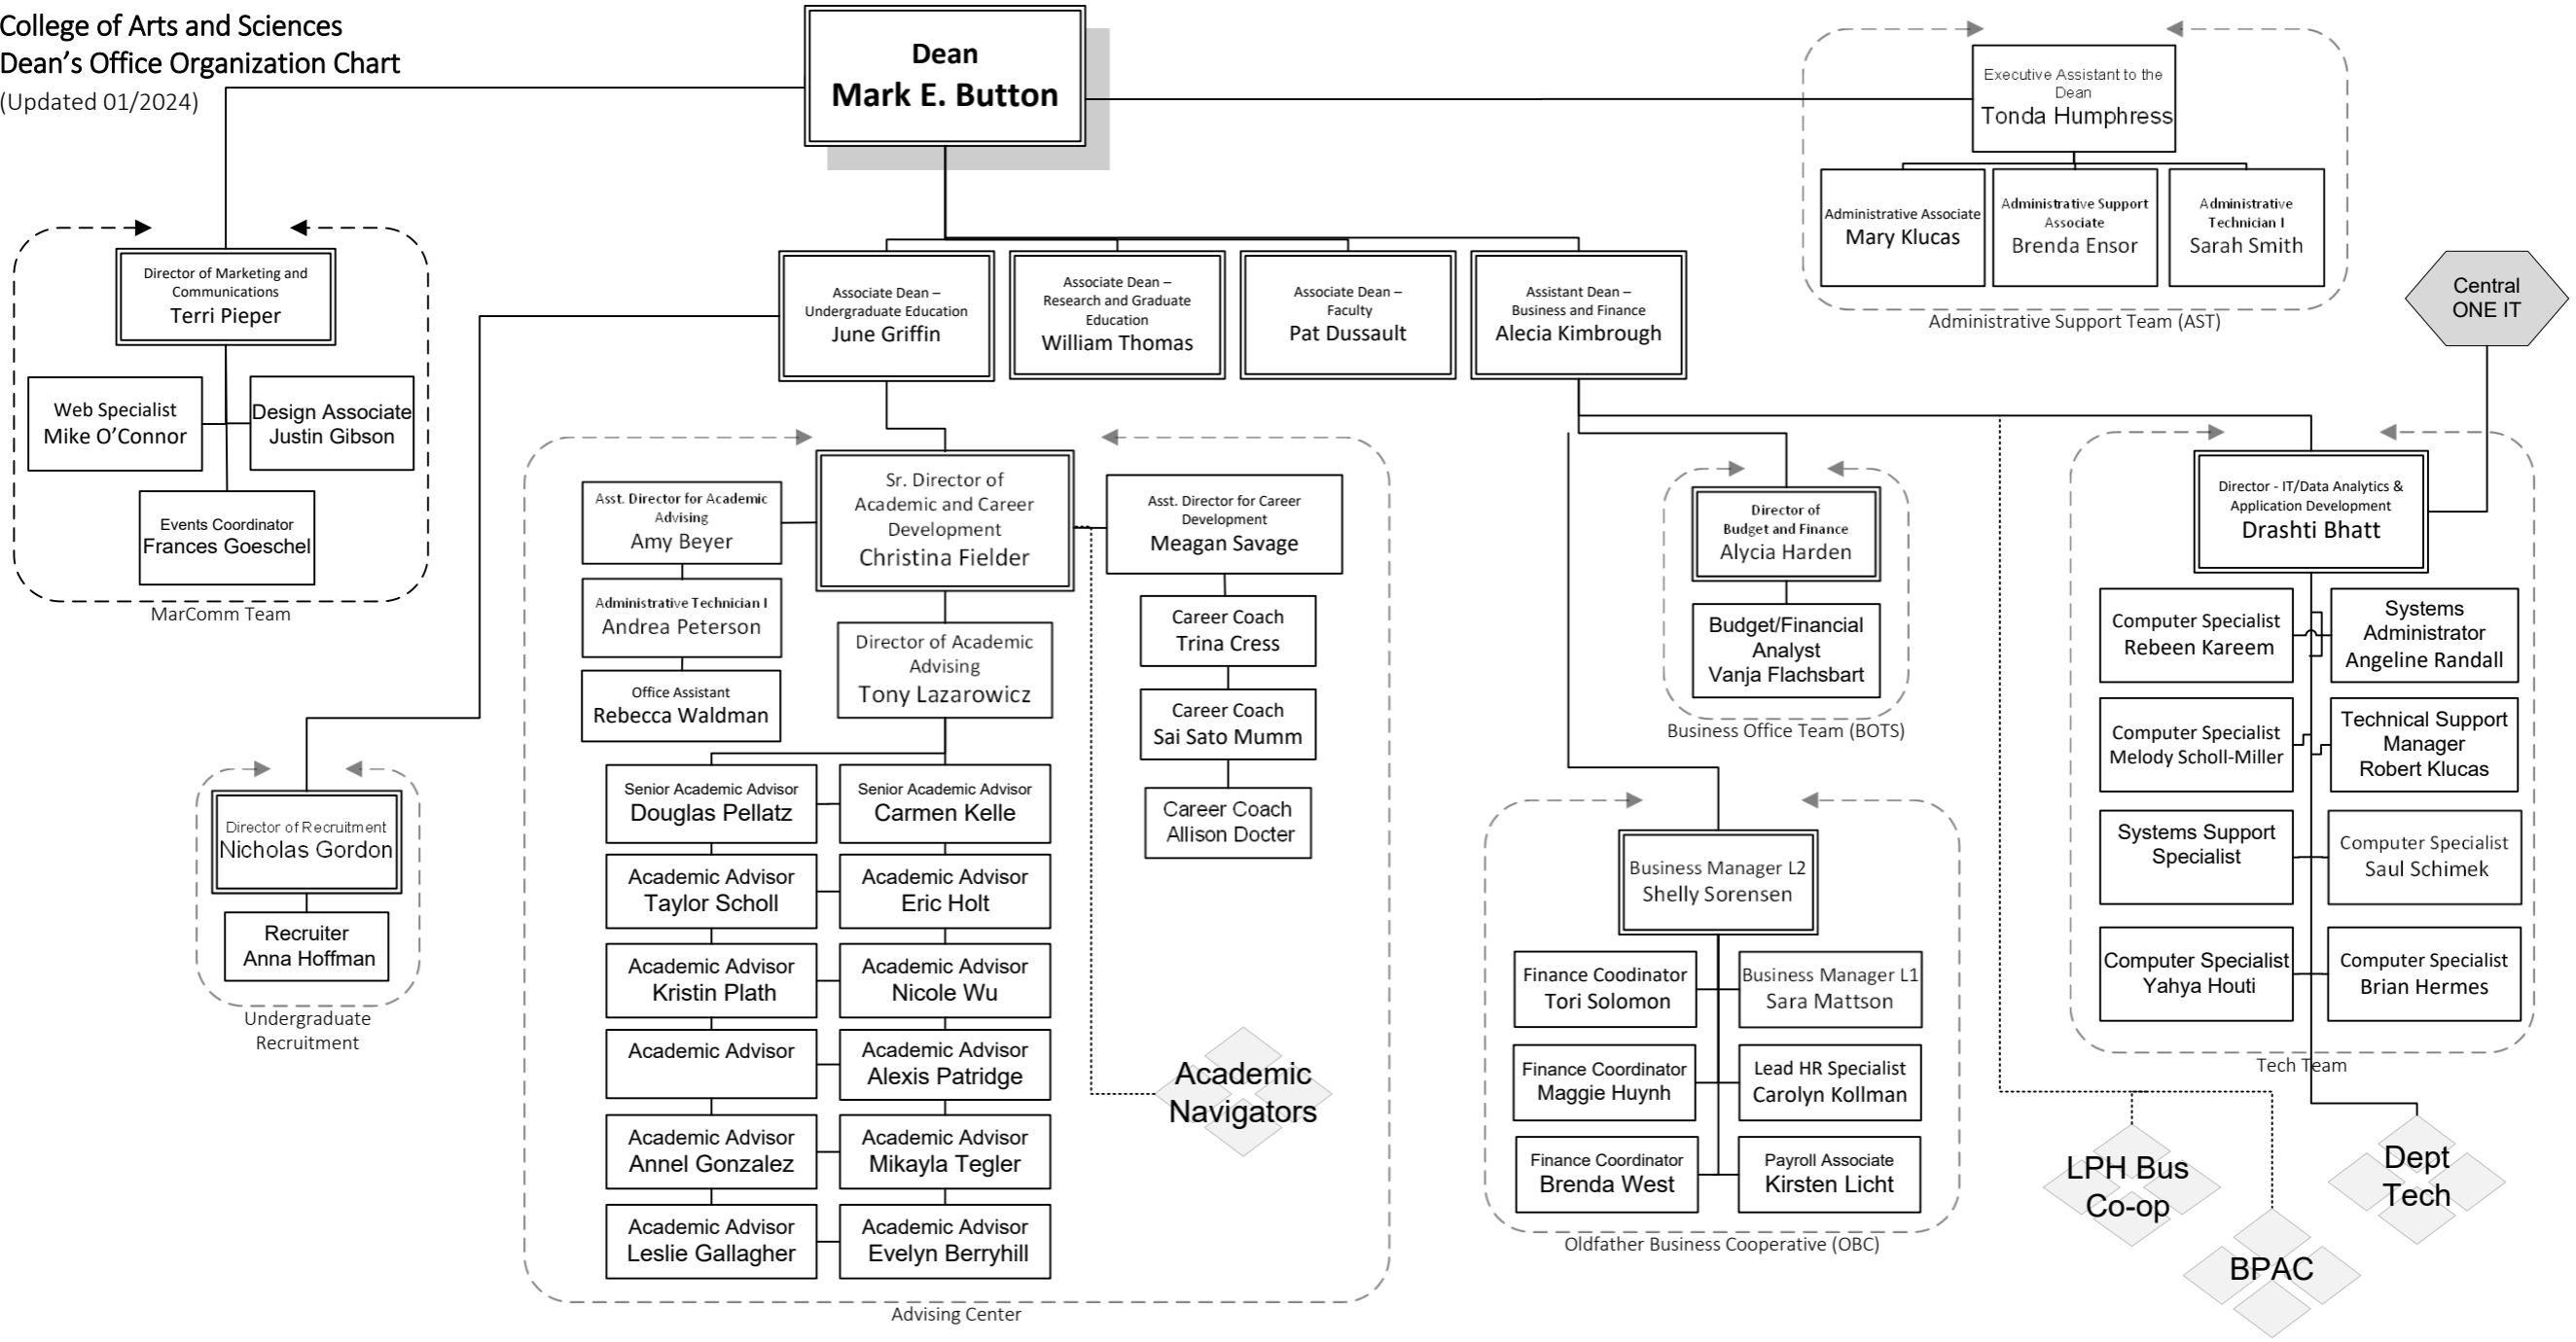 College of Arts and Sciences
Dean's Office Organization Chart
(Updated 01/2024)
Dean
Mark E. Button
Executive Assistant to the
Dean
Tonda Humphress
Administrative Associate
Mary Klucas
Administrative Support
Associate
Brenda Ensor
Administrative
Technician I
Sarah Smith
Administrative Support Team (AST)
Central
ONE IT
Director of Marketing and
Communications
Terri Pieper
Web Specialist
Mike O'Connor
Design Associate
Justin Gibson
Events Coordinator
Frances Goeschel
MarComm Team
Associate Dean –
Undergraduate Education
June Griffin
Associate Dean –
Research and Graduate
Education
William Thomas
Associate Dean –
Faculty
Pat Dussault
Assistant Dean –
Business and Finance
Alecia Kimbrough
Director of Recruitment
Nicholas Gordon
Recruiter
Anna Hoffman
Undergraduate
Recruitment
Asst. Director for Academic
Advising
Amy Beyer
Administrative Technician I
Andrea Peterson
Office Assistant
Rebecca Waldman
Sr. Director of
Academic and Career
Development
Christina Fielder
Director of Academic
Advising
Tony Lazarowicz
Asst. Director for Career
Development
Meagan Savage
Career Coach
Trina Cress
Career Coach
Sai Sato Mumm
Career Coach
Allison Docter
Senior Academic Advisor
Douglas Pellatz
Senior Academic Advisor
Carmen Kelle
Academic Advisor
Taylor Scholl
Academic Advisor
Eric Holt
Academic Advisor
Kristin Plath
Academic Advisor
Nicole Wu
Academic Advisor
Academic Advisor
Alexis Patridge
Academic Advisor
Annel Gonzalez
Academic Advisor
Mikayla Tegler
Academic Advisor
Leslie Gallagher
Academic Advisor
Evelyn Berryhill
Academic
Navigators
Advising Center
Director of
Budget and Finance
Alycia Harden
Budget/Financial
Analyst
Vanja Flachsbart
Business Office Team (BOTS)
Business Manager L2
Shelly Sorensen
Finance Coodinator
Tori Solomon
Business Manager L1
Sara Mattson
Finance Coordinator
Maggie Huynh
Lead HR Specialist
Carolyn Kollman
Finance Coordinator
Brenda West
Payroll Associate
Kirsten Licht
Oldfather Business Cooperative (OBC)
Director - IT/Data Analytics &
Application Development
Drashti Bhatt
Computer Specialist
Rebeen Kareem
Systems
Administrator
Angeline Randall
Computer Specialist
Melody Scholl-Miller
Technical Support
Manager
Robert Klucas
Systems Support
Specialist
Computer Specialist
Saul Schimek
Computer Specialist
Yahya Houti
Computer Specialist
Brian Hermes
Tech Team
LPH Bus
Co-op
BPAC
Dept
Tech